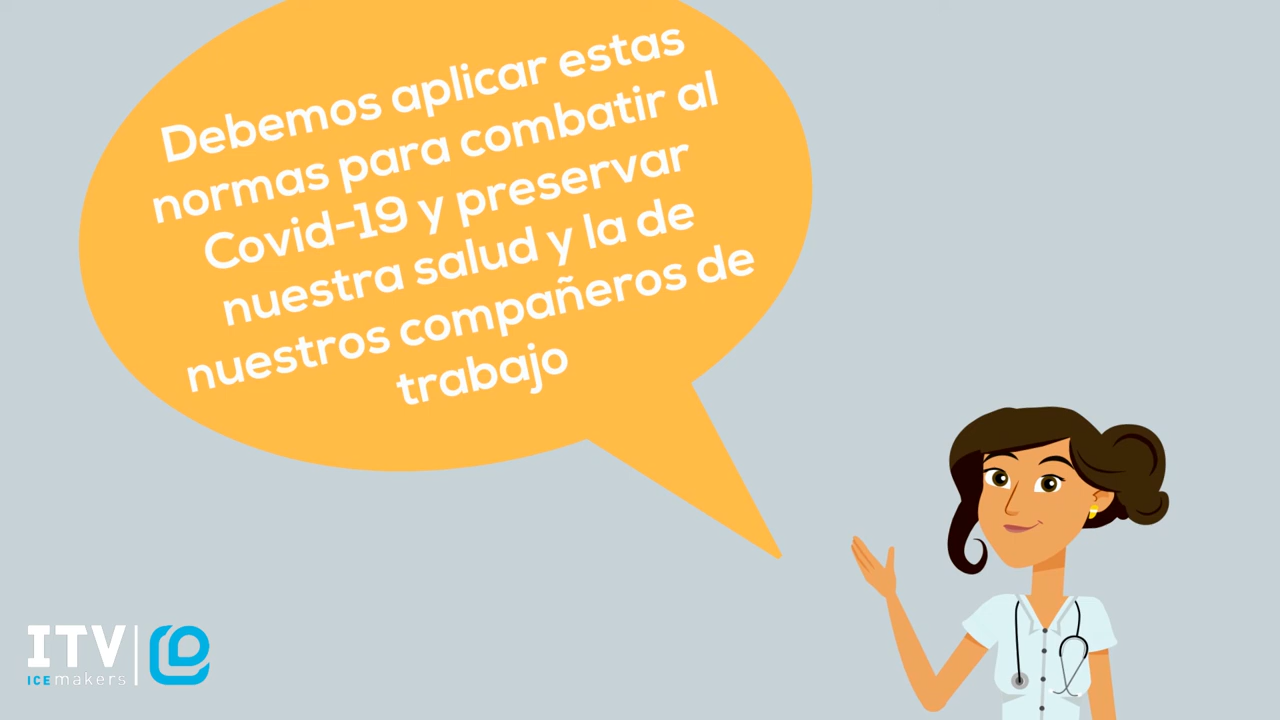 Debemos aplicar estas
normas para combatir al
Covid-19 y preservar
nuestra salud y la de
nuestros compañeros de
trabajo
ITV
ICEmakers